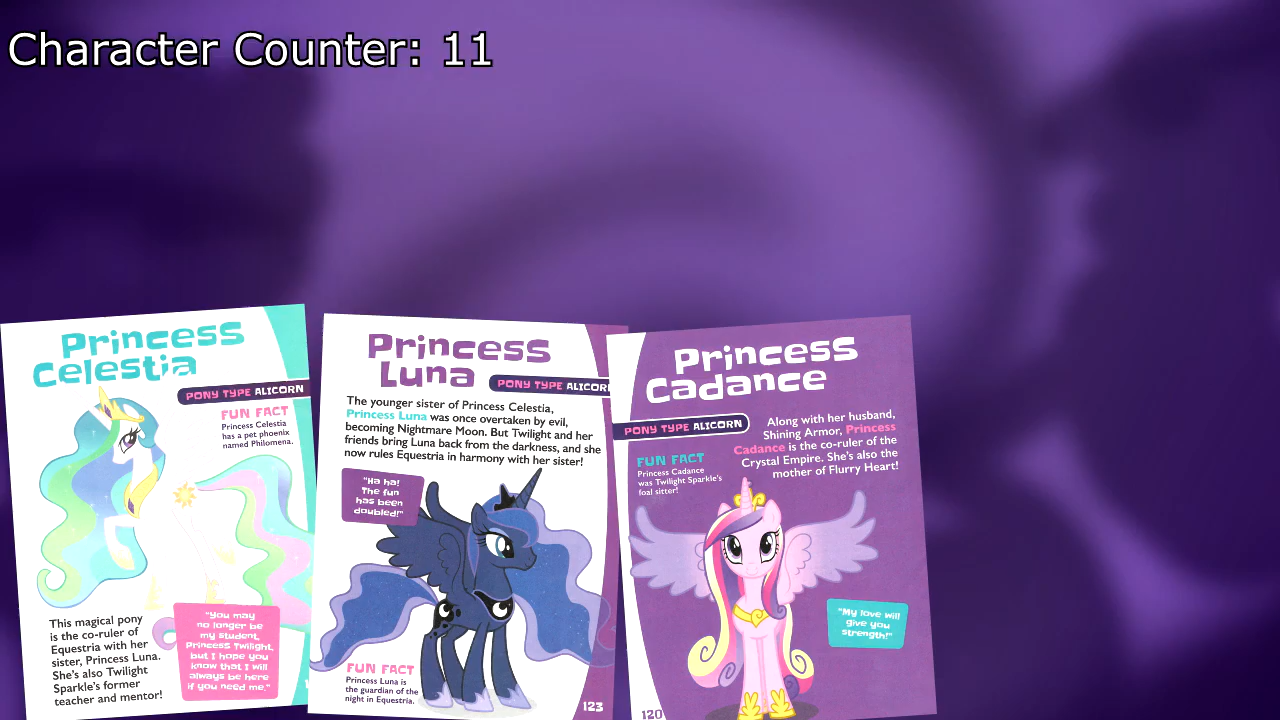 Character Counter: 11
Princess
Celestia
PONY TYPE ALICORN
FUN FACT
Princess Celestia
has a pet phoenix
named Philomena.
This magical pony
is the co-ruler of
Equestria with her
sister, Princess Luna.
She's also Twilight
Sparkle's former
teacher and mentor!
"You may
no longer be
my student,
Princess Twilight,
but I hope you
know that I will
always be here
if you need me."
Princess
Luna
PONY TYPE ALICORN
The younger sister of Princess Celestia,
Princess Luna was once overtaken by evil,
becoming Nightmare Moon. But Twilight and her
friends bring Luna back from the darkness, and she
now rules Equestria in harmony with her sister!
"Ha ha!
The fun
has been
doubled!"
FUN FACT
Princess Luna is
the guardian of the
night in Equestria.
123
Princess
Cadance
PONY TYPE ALICORN
Along with her husband,
Shining Armor, Princess
Cadance is the co-ruler of the
Crystal Empire. She's also the
mother of Flurry Heart!
FUN FACT
Princess Cadance
was Twilight Sparkle's
foal sitter!
"My love will
give you
strength!"
120